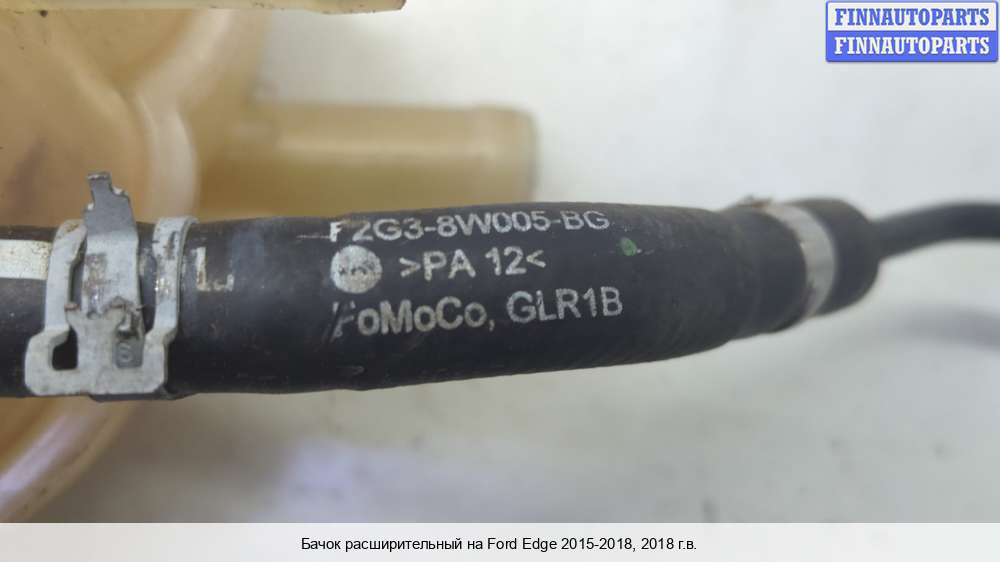 FINNAUTOPARTS
FINNAUTOPARTS
F2G3-8W005-BG
>PA 12<
FoMoCo, GLR1B
Бачок расширительный на Ford Edge 2015-2018, 2018 г.в.